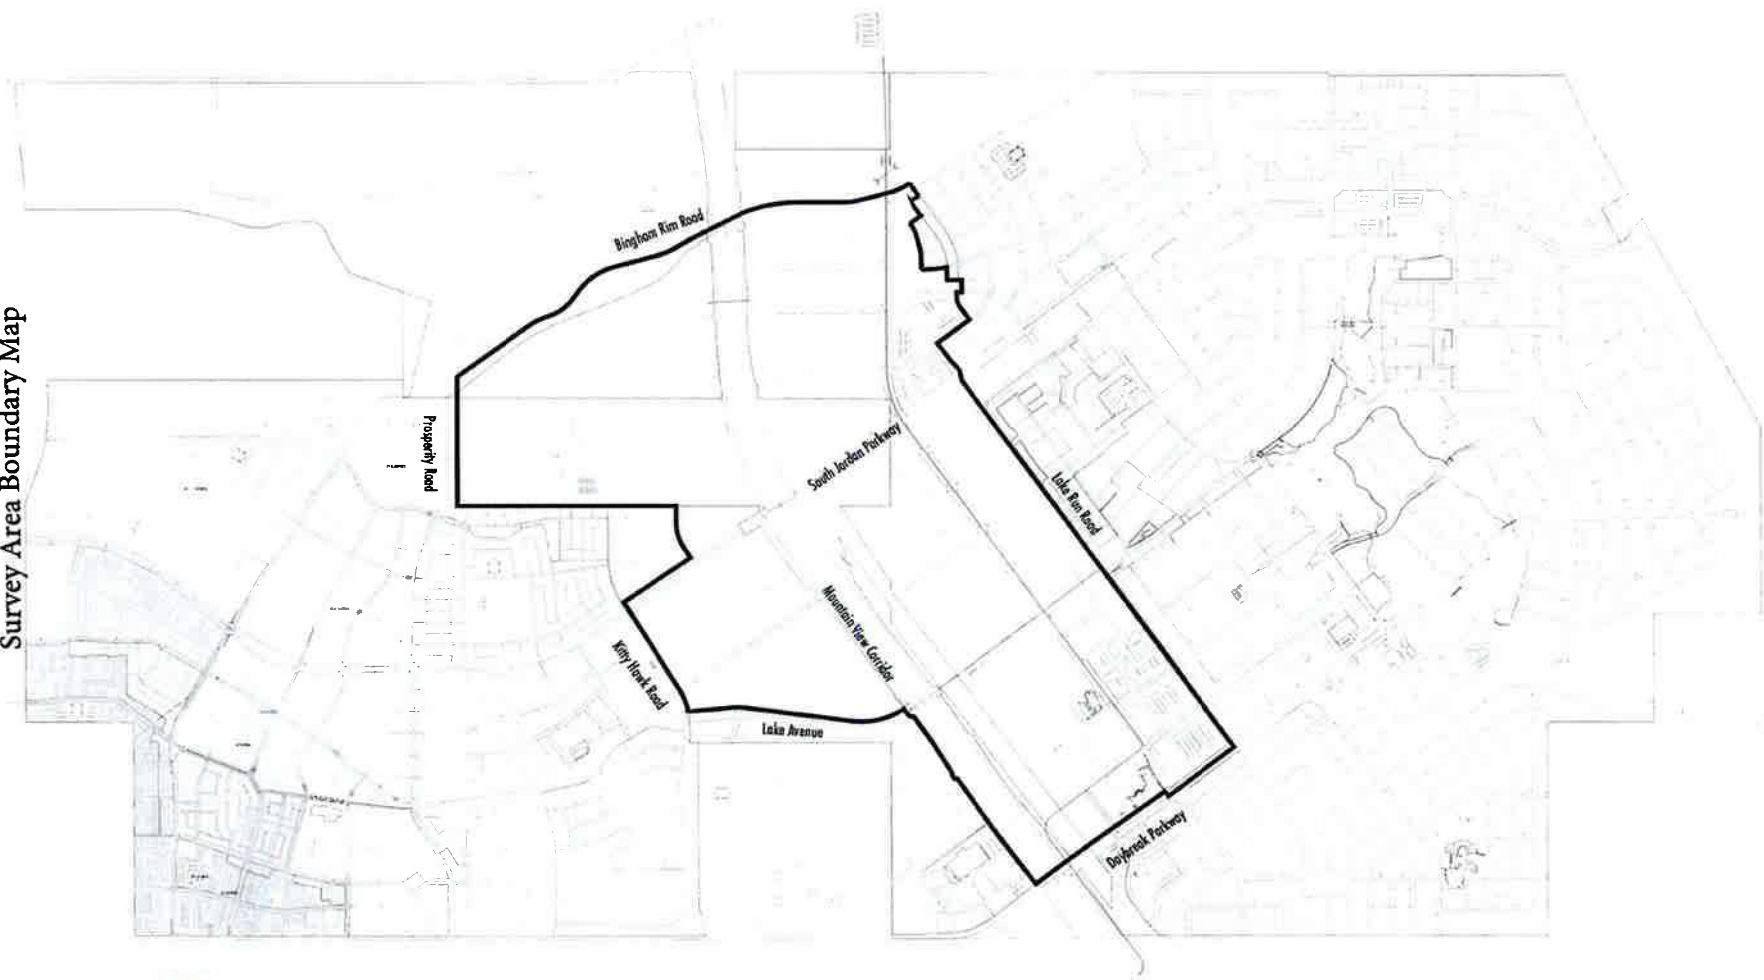 Survey Area Boundary Map
Bingham Rim Road
Prosperity Road
South Jordan Parkway
Lake Run Road
Mountain View Corridor
Kitty Hawk Road
Lake Avenue
Daybreak Parkway